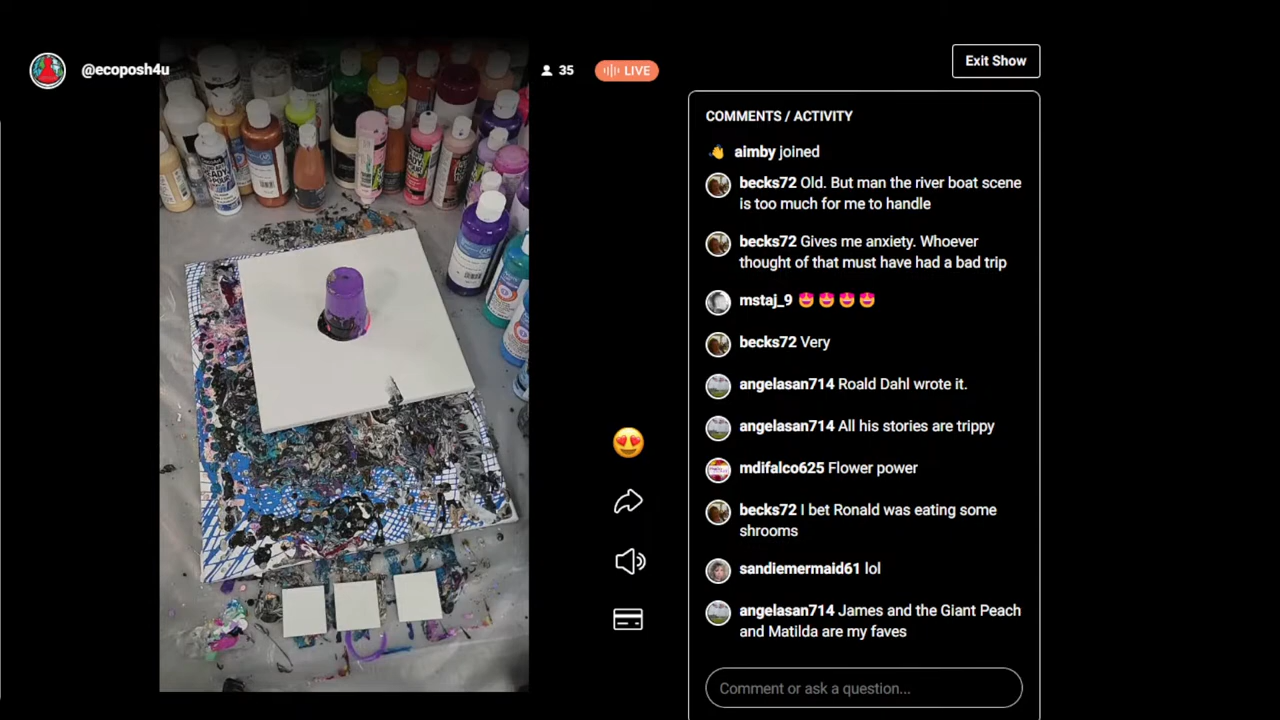 @ecoposh4u
35
LIVE
Exit Show
COMMENTS / ACTIVITY
aimby joined
becks72 Old. But man the river boat scene
is too much for me to handle
becks72 Gives me anxiety. Whoever
thought of that must have had a bad trip
mstaj_9 😍😍😍😍
becks72 Very
angelasan714 Roald Dahl wrote it.
angelasan714 All his stories are trippy
mdifalco625 Flower power
becks72 I bet Ronald was eating some
shrooms
sandiemermaid61 lol
angelasan714 James and the Giant Peach
and Matilda are my faves
Comment or ask a question...